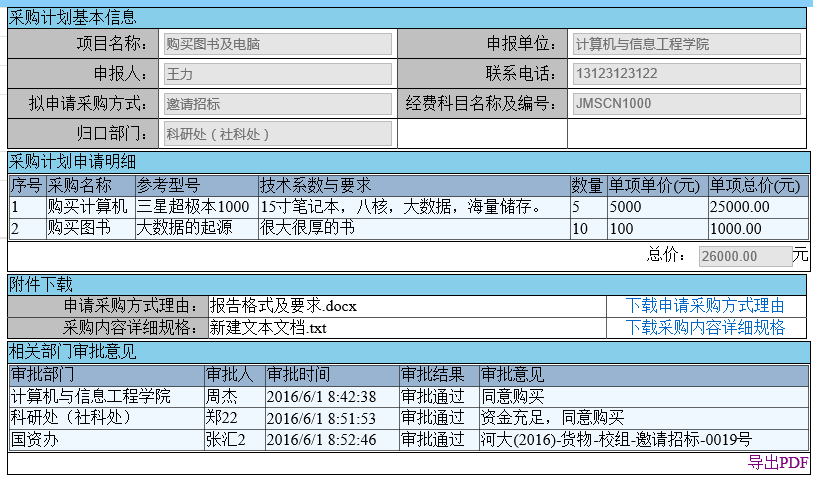 采购计划基本信息
项目名称： 购买图书及电脑 申报单位： 计算机与信息工程学院
申报人： 王力 联系电话： 13123123122
拟申请采购方式： 邀请招标 经费科目名称及编号： JMSCN1000
归口部门： 科研处（社科处）
采购计划申请明细
序号 采购名称 参考型号 技术系数与要求 数量 单项单价(元) 单项总价(元)
1 购买计算机 三星超极本1000 15寸笔记本，八核，大数据，海量储存。 5 5000 25000.00
2 购买图书 大数据的起源 很大很厚的书 10 100 1000.00
总价： 26000.00 元
附件下载
申请采购方式理由： 报告格式及要求.docx 下载申请采购方式理由
采购内容详细规格： 新建文本文档.txt 下载采购内容详细规格
相关部门审批意见
审批部门 审批人 审批时间 审批结果 审批意见
计算机与信息工程学院 周杰 2016/6/1 8:42:38 审批通过 同意购买
科研处（社科处） 郑22 2016/6/1 8:51:53 审批通过 资金充足，同意购买
国资办 张汇2 2016/6/1 8:52:46 审批通过 河大(2016)-货物-校组-邀请招标-0019号
导出PDF